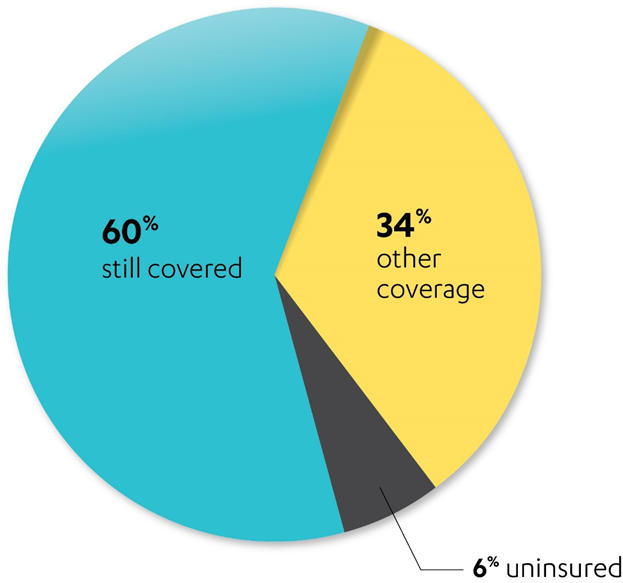 60%
still covered
34%
other
coverage
6% uninsured